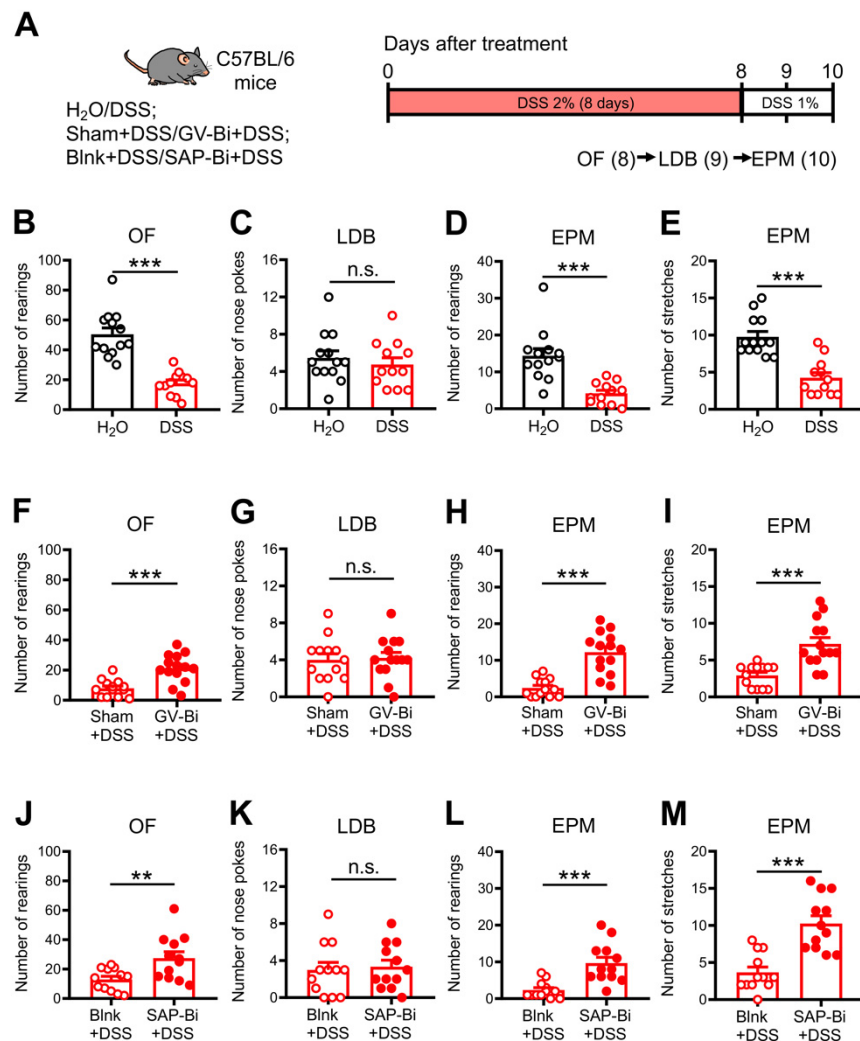 A
C57BL/6
mice
H₂O/DSS;
Sham+DSS/GV-Bi+DSS;
Blnk+DSS/SAP-Bi+DSS
Days after treatment
0 8 9 10
DSS 2% (8 days) DSS 1%
OF (8)→LDB (9)→EPM (10)
B
OF
Number of rearings
100
80
60
40
20
0
***
H₂O DSS
C
LDB
Number of nose pokes
16
12
8
4
0
n.s.
H₂O DSS
D
EPM
Number of rearings
40
30
20
10
0
***
H₂O DSS
E
EPM
Number of stretches
20
15
10
5
0
***
H₂O DSS
F
OF
Number of rearings
100
80
60
40
20
0
***
Sham GV-Bi
+DSS +DSS
G
LDB
Number of nose pokes
16
12
8
4
0
n.s.
Sham GV-Bi
+DSS +DSS
H
EPM
Number of rearings
40
30
20
10
0
***
Sham GV-Bi
+DSS +DSS
I
EPM
Number of stretches
20
15
10
5
0
***
Sham GV-Bi
+DSS +DSS
J
OF
Number of rearings
100
80
60
40
20
0
**
Blnk SAP-Bi
+DSS +DSS
K
LDB
Number of nose pokes
16
12
8
4
0
n.s.
Blnk SAP-Bi
+DSS +DSS
L
EPM
Number of rearings
40
30
20
10
0
***
Blnk SAP-Bi
+DSS +DSS
M
EPM
Number of stretches
20
15
10
5
0
***
Blnk SAP-Bi
+DSS +DSS